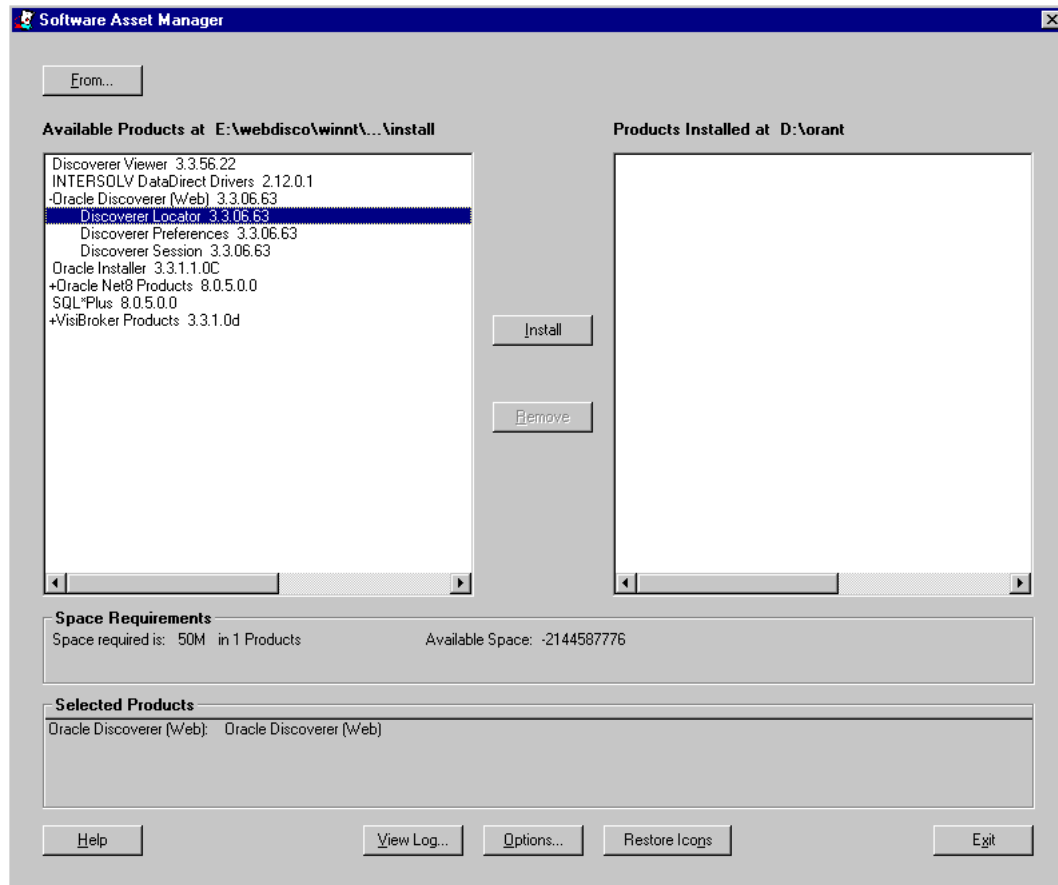 Software Asset Manager
From...
Available Products at E:\webdisco\winnt\...\install
Products Installed at D:\orant
Discoverer Viewer 3.3.56.22
INTERSOLV DataDirect Drivers 2.12.0.1
-Oracle Discoverer (Web) 3.3.06.63
Discoverer Locator 3.3.06.63
Discoverer Preferences 3.3.06.63
Discoverer Session 3.3.06.63
Oracle Installer 3.3.1.1.0C
+Oracle Net8 Products 8.0.5.0.0
SQL*Plus 8.0.5.0.0
+VisiBroker Products 3.3.1.0d
Install
Remove
Space Requirements
Space required is: 50M in 1 Products Available Space: -2144587776
Selected Products
Oracle Discoverer (Web): Oracle Discoverer (Web)
Help View Log... Options... Restore Icons Exit